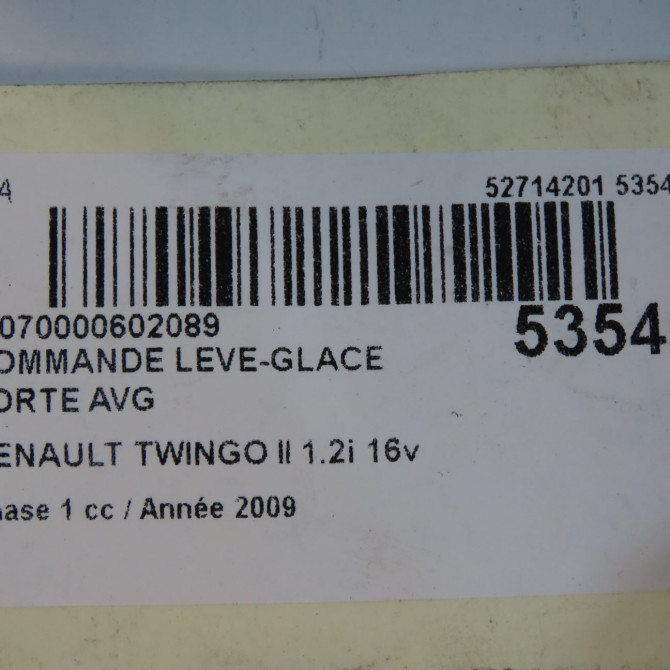 4
52714201 5354
070000602089
5354
OMMANDE LEVE-GLACE
ORTE AVG
ENAULT TWINGO II 1.2i 16v
hase 1 cc / Année 2009